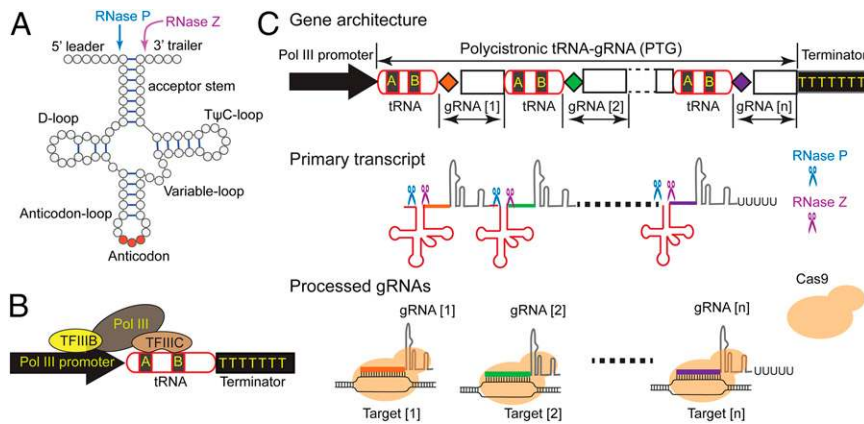 A
RNase P
RNase Z
5' leader
3' trailer
acceptor stem
D-loop
TψC-loop
Variable-loop
Anticodon-loop
Anticodon
B
Pol III
TFIIIB
TFIIIC
Pol III promoter
A
B
TTTTTTT
tRNA
Terminator
C
Gene architecture
Pol III promoter
Polycistronic tRNA-gRNA (PTG)
Terminator
A B
A B
A B
TTTTTTT
tRNA
gRNA [1]
tRNA
gRNA [2]
tRNA
gRNA [n]
Primary transcript
RNase P
RNase Z
UUUUU
Processed gRNAs
Cas9
gRNA [1]
gRNA [2]
gRNA [n]
UUUUU
Target [1]
Target [2]
Target [n]